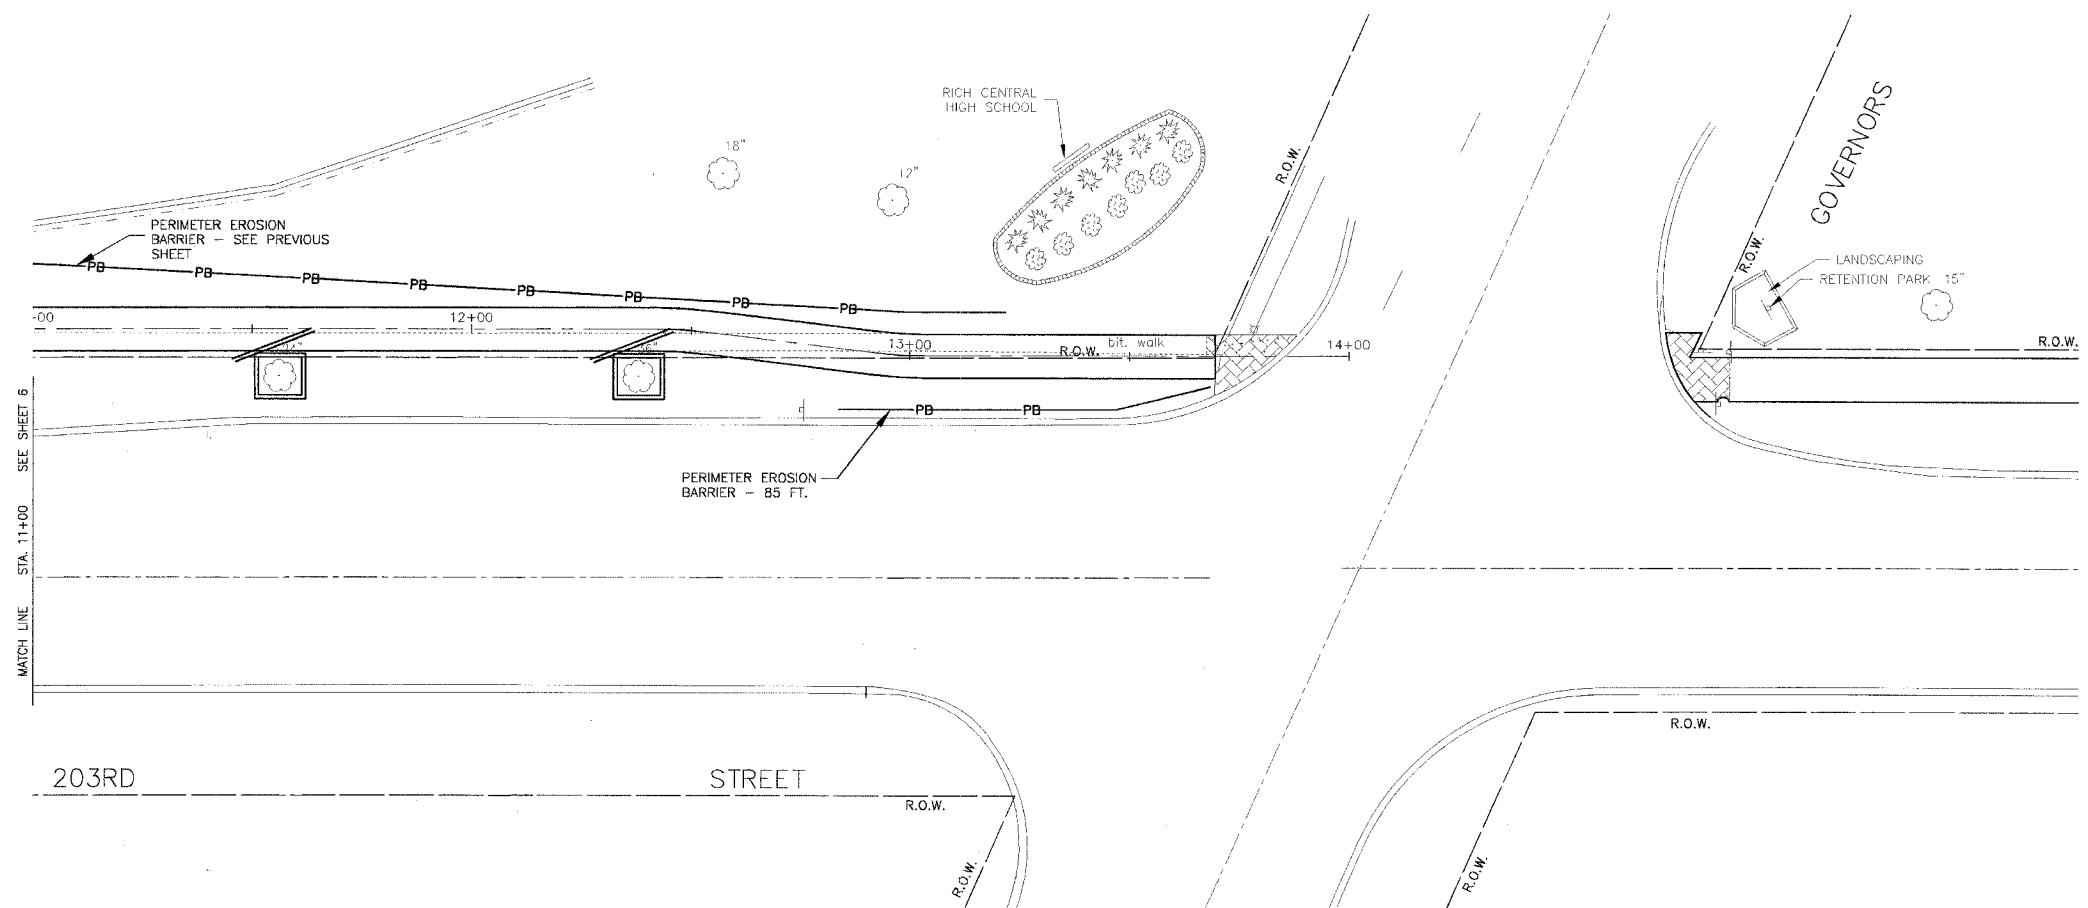 RICH CENTRAL
HIGH SCHOOL
18"
12"
R.O.W.
GOVERNORS
R.O.W.
LANDSCAPING
RETENTION PARK 15"
PERIMETER EROSION
BARRIER - SEE PREVIOUS
SHEET
PB PB PB PB PB PB PB PB
-00
12+00
13+00
R.O.W.
bit. walk
14+00
R.O.W.
PB PB
PERIMETER EROSION
BARRIER - 85 FT.
MATCH LINE STA. 11+00 SEE SHEET 6
R.O.W.
203RD STREET
R.O.W.
R.O.W.
R.O.W.